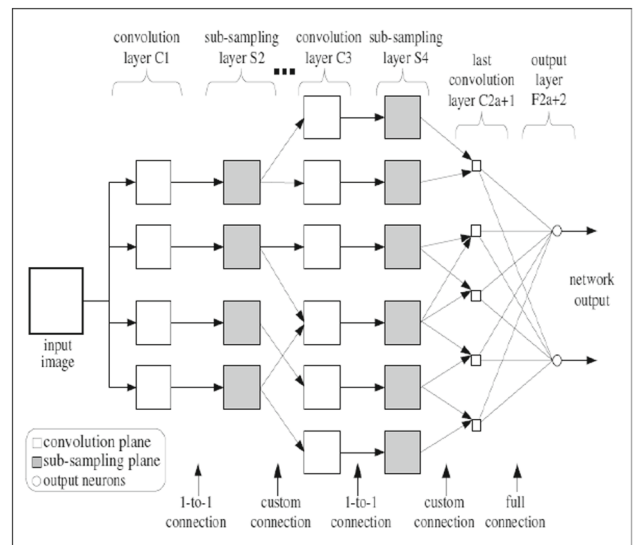 convolution
layer C1
sub-sampling
layer S2
convolution
layer C3
sub-sampling
layer S4
last
convolution
layer C2a+1
output
layer
F2a+2
input
image
network
output
convolution plane
sub-sampling plane
output neurons
1-to-1
connection
custom
connection
1-to-1
connection
custom
connection
full
connection